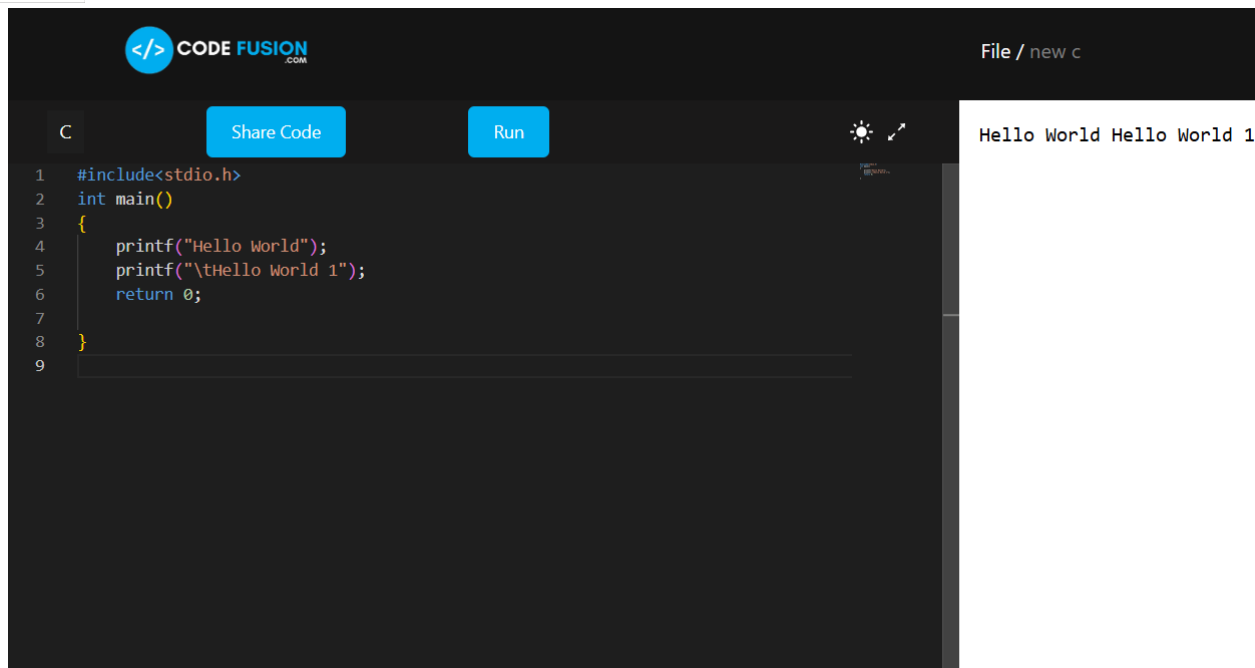 </> CODE FUSION
.COM
File / new c
C
Share Code
Run
Hello World Hello World 1
1 #include<stdio.h>
2 int main()
3 {
4     printf("Hello World");
5     printf("\tHello World 1");
6     return 0;
7
8 }
9